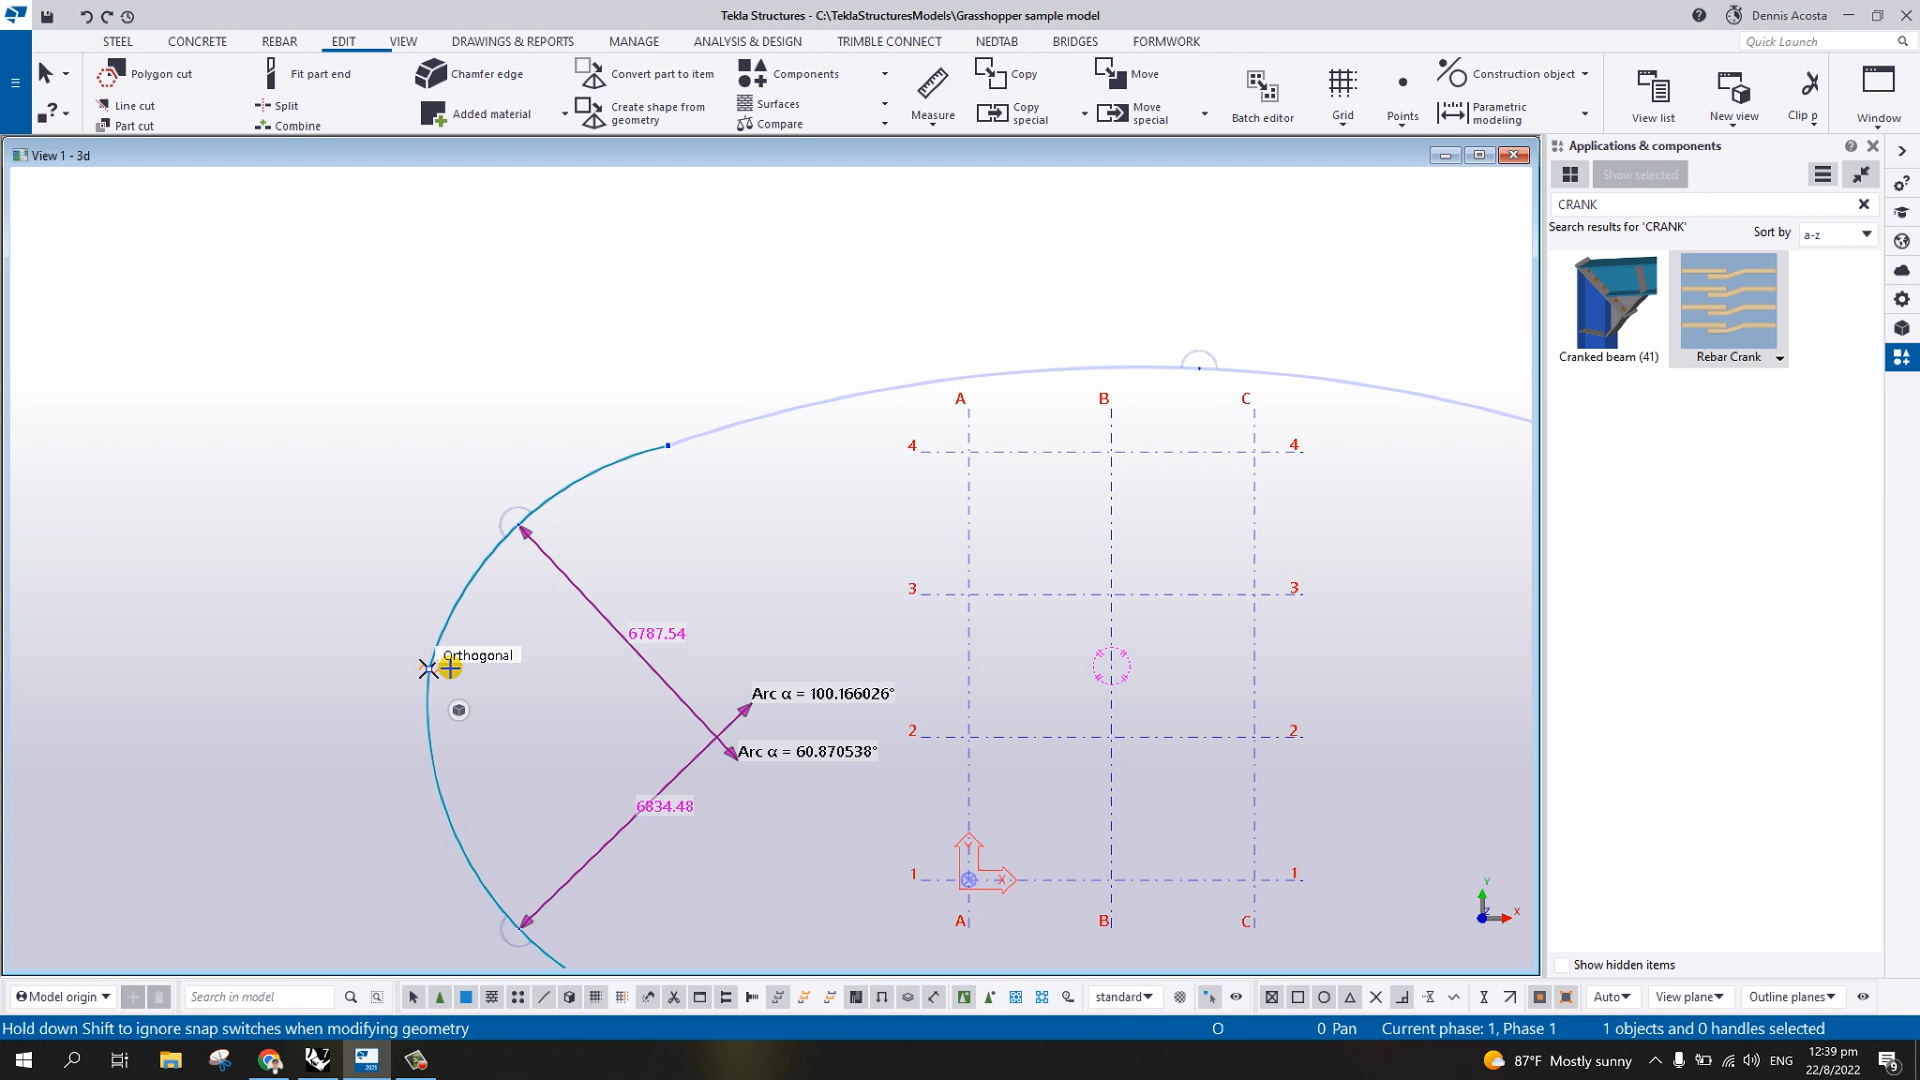 Tekla Structures - C:\TeklaStructuresModels\Grasshopper sample model
Dennis Acosta
STEEL CONCRETE REBAR EDIT VIEW DRAWINGS & REPORTS MANAGE ANALYSIS & DESIGN TRIMBLE CONNECT NEDTAB BRIDGES FORMWORK
Quick Launch
Polygon cut
Line cut
Part cut
Fit part end
Split
Combine
Chamfer edge
Added material
Convert part to item
Create shape from
geometry
Components
Surfaces
Compare
Measure
Copy
Copy
special
Move
Move
special
Batch editor
Grid
Points
Construction object
Parametric
modeling
View list
New view
Clip p
Window
View 1 - 3d
Applications & components
Show selected
CRANK
Search results for 'CRANK'
Sort by
a-z
Cranked beam (41)
Rebar Crank
Show hidden items
A B C
4 4
3 3
2 2
1 1
A B C
Orthogonal
6787.54
Arc α = 100.166026°
Arc α = 60.870538°
6834.48
Y
X
Y
Z
X
Model origin
Search in model
standard
Auto
View plane
Outline planes
Hold down Shift to ignore snap switches when modifying geometry
O
0 Pan
Current phase: 1, Phase 1
1 objects and 0 handles selected
7
2021
87°F Mostly sunny
ENG
12:39 pm
22/8/2022
9